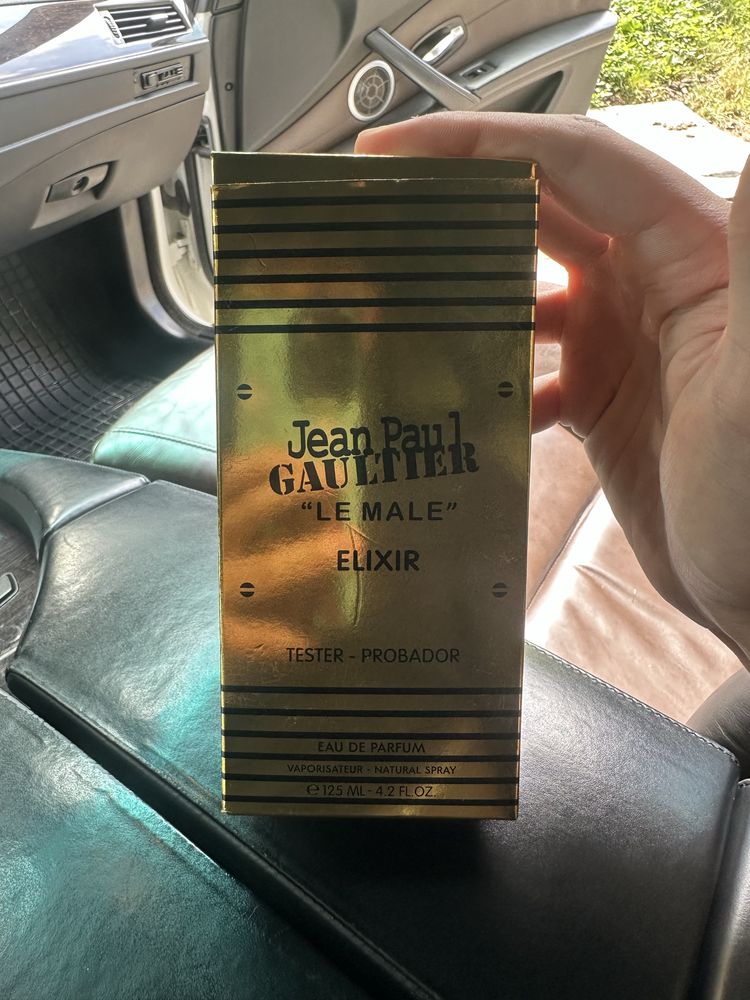 Jean Paul
GAULTIER
“LE MALE”
ELIXIR
TESTER - PROBADOR
EAU DE PARFUM
VAPORISATEUR - NATURAL SPRAY
℮ 125 ML - 4.2 FL.OZ.